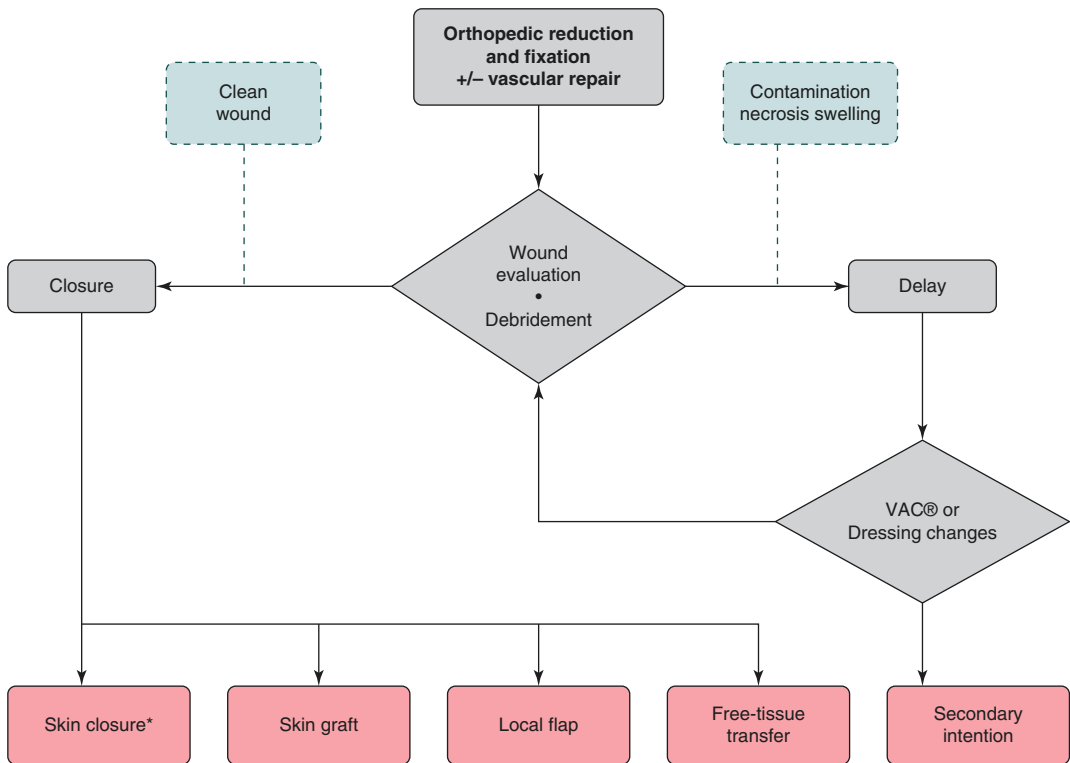 Orthopedic reduction
and fixation
+/– vascular repair
Clean
wound
Contamination
necrosis swelling
Wound
evaluation
•
Debridement
Closure
Delay
VAC® or
Dressing changes
Skin closure*
Skin graft
Local flap
Free-tissue
transfer
Secondary
intention